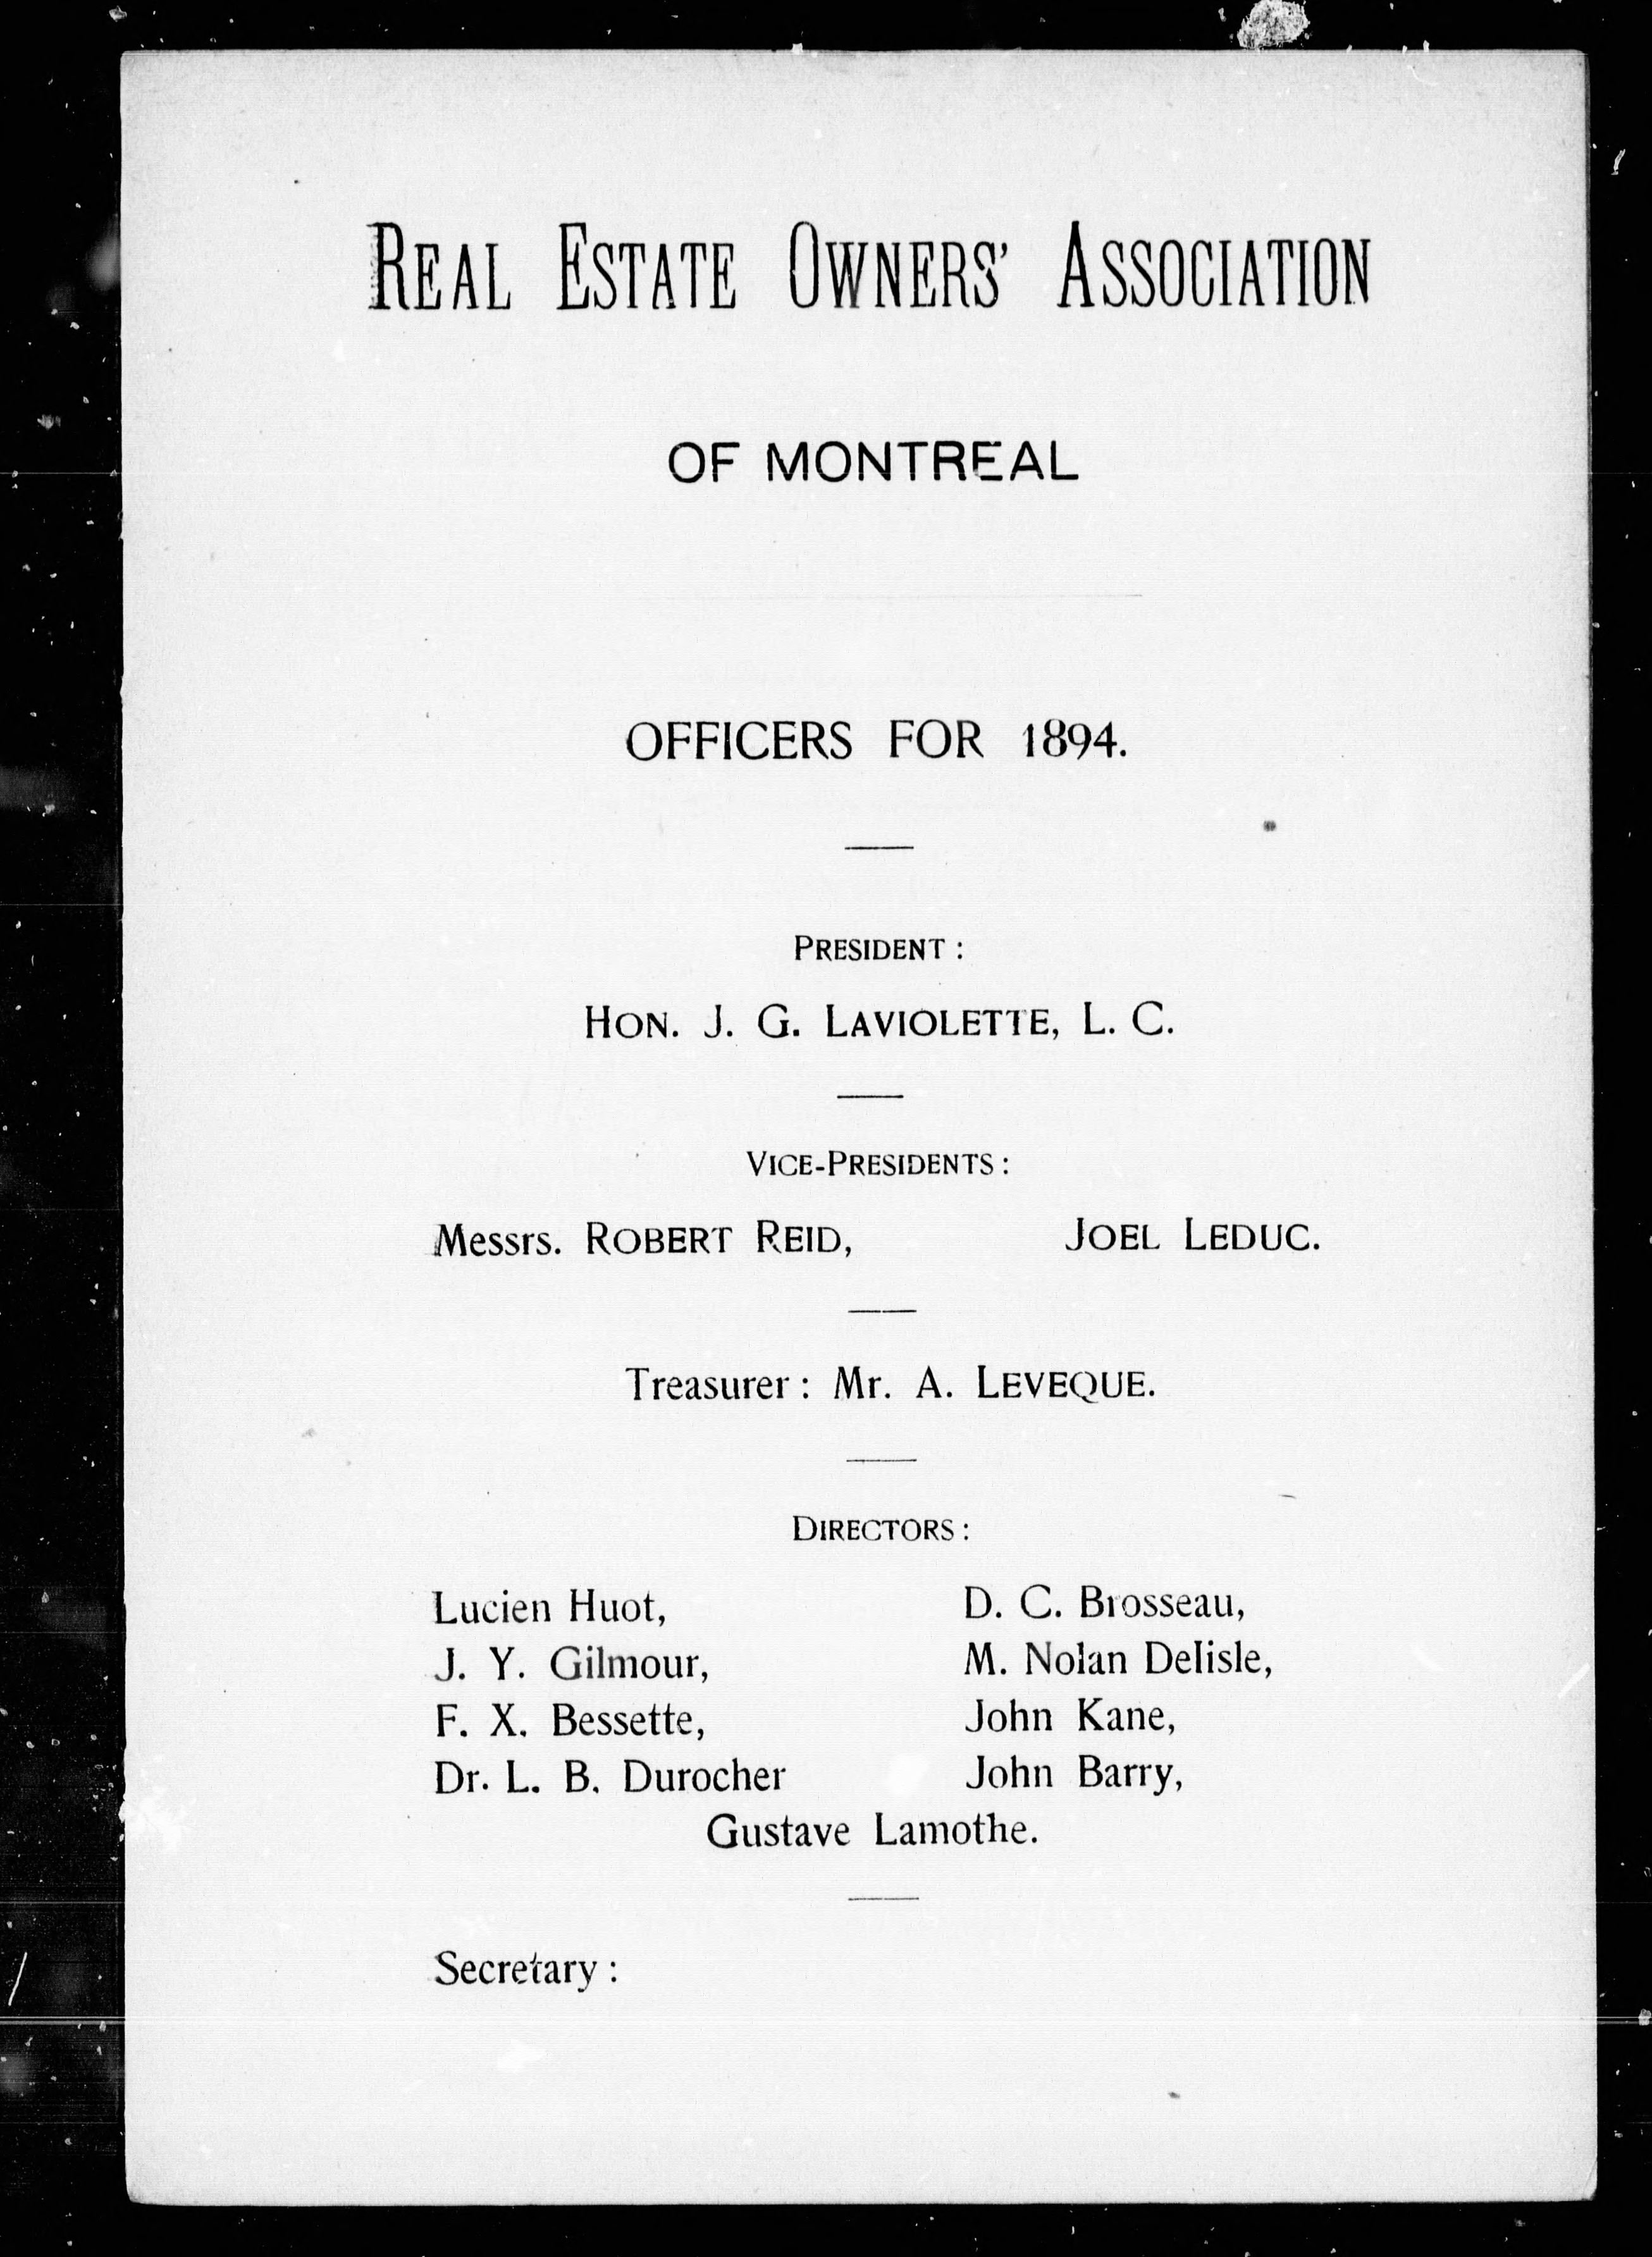 REAL ESTATE OWNERS' ASSOCIATION
OF MONTREAL
OFFICERS FOR 1894.
PRESIDENT :
HON. J. G. LAVIOLETTE, L. C.
VICE-PRESIDENTS :
Messrs. ROBERT REID, JOEL LEDUC.
Treasurer : Mr. A. LEVEQUE.
DIRECTORS :
Lucien Huot, D. C. Brosseau,
J. Y. Gilmour, M. Nolan Delisle,
F. X. Bessette, John Kane,
Dr. L. B. Durocher John Barry,
Gustave Lamothe.
Secretary :